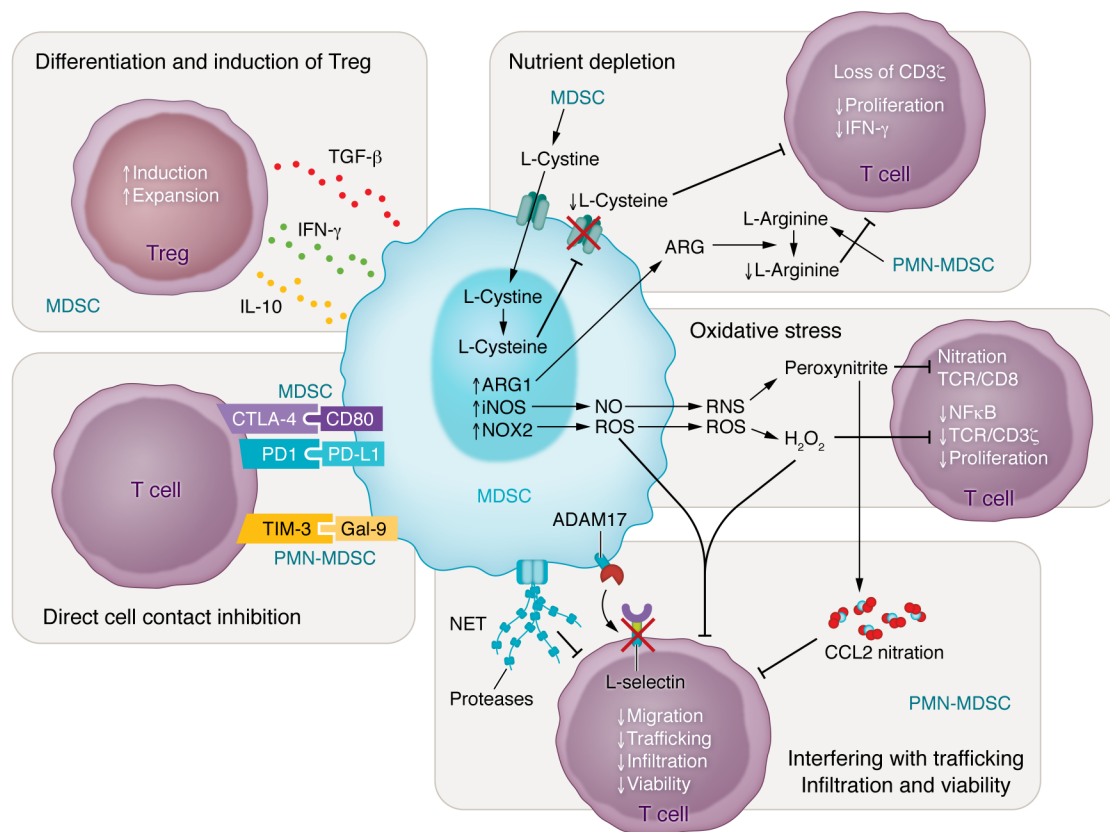 Differentiation and induction of Treg
↑Induction
↑Expansion
Treg
TGF-β
IFN-γ
IL-10
MDSC
Nutrient depletion
MDSC
L-Cystine
↓L-Cysteine
L-Cystine
L-Cysteine
ARG
L-Arginine
↓L-Arginine
PMN-MDSC
Loss of CD3ζ
↓Proliferation
↓IFN-γ
T cell
↑ARG1
↑iNOS
↑NOX2
MDSC
Oxidative stress
NO
ROS
RNS
ROS
Peroxynitrite
H₂O₂
Nitration
TCR/CD8
↓NFκB
↓TCR/CD3ζ
↓Proliferation
T cell
MDSC
CTLA-4
CD80
PD1
PD-L1
T cell
TIM-3
Gal-9
PMN-MDSC
Direct cell contact inhibition
ADAM17
NET
Proteases
L-selectin
↓Migration
↓Trafficking
↓Infiltration
↓Viability
T cell
CCL2 nitration
PMN-MDSC
Interfering with trafficking
Infiltration and viability